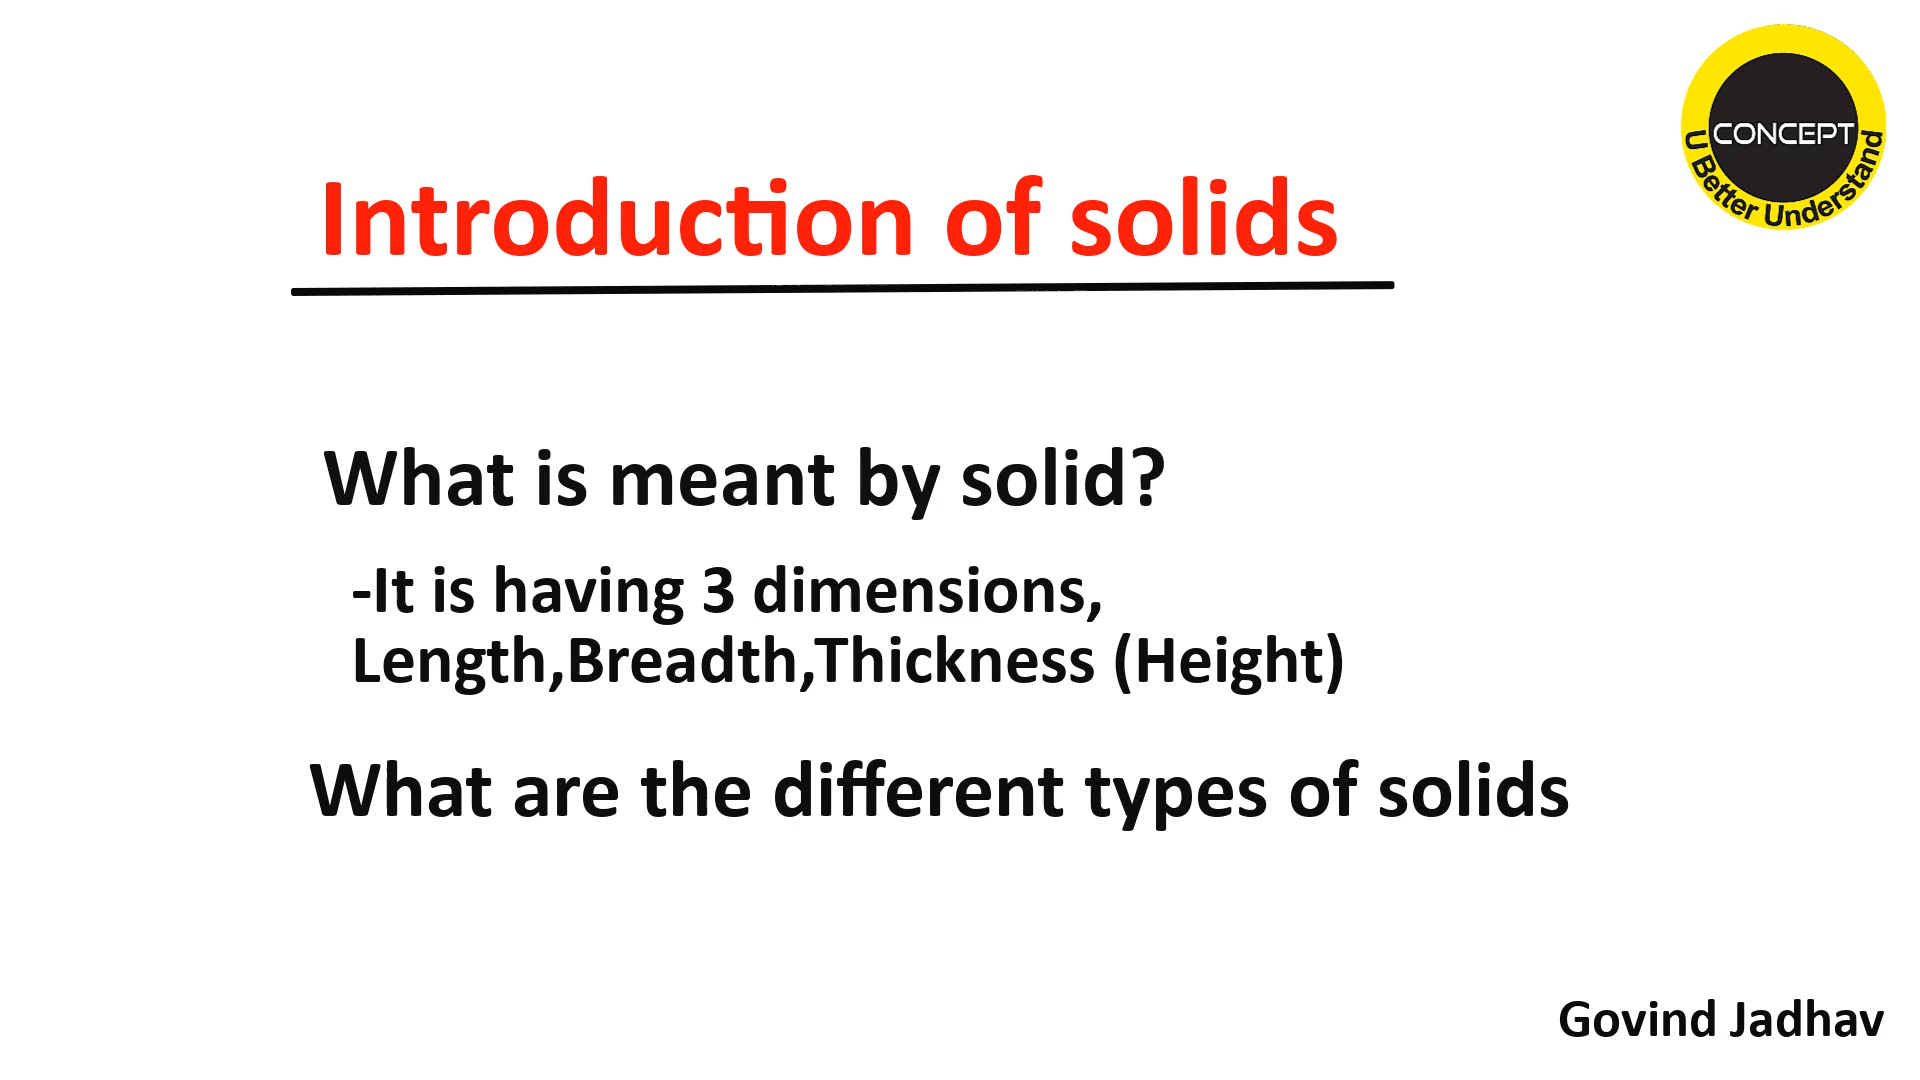 CONCEPT
U Better Understand
Introduction of solids
What is meant by solid?
-It is having 3 dimensions,
Length,Breadth,Thickness (Height)
What are the different types of solids
Govind Jadhav